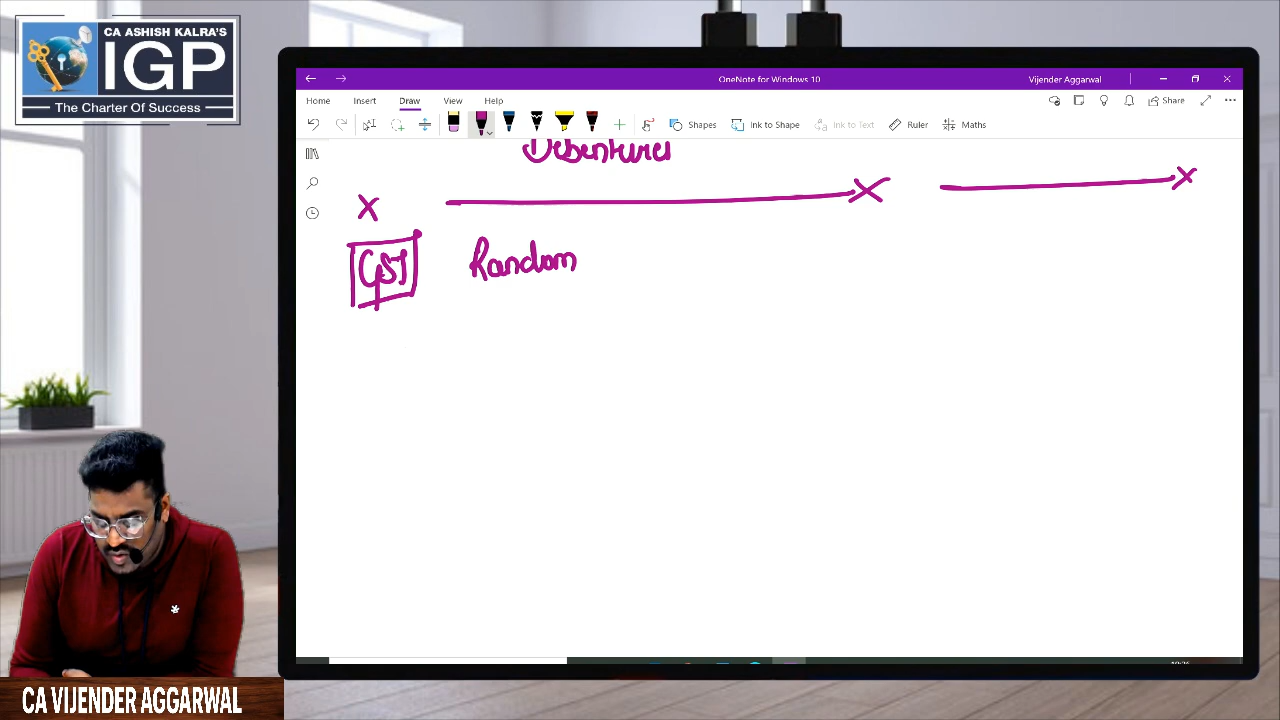 CA ASHISH KALRA'S
IGP
The Charter Of Success
OneNote for Windows 10
Vijender Aggarwal
Home Insert Draw View Help
Share
Shapes Ink to Shape Ink to Text Ruler Maths
Debentures
X X X
GST Random
CA VIJENDER AGGARWAL